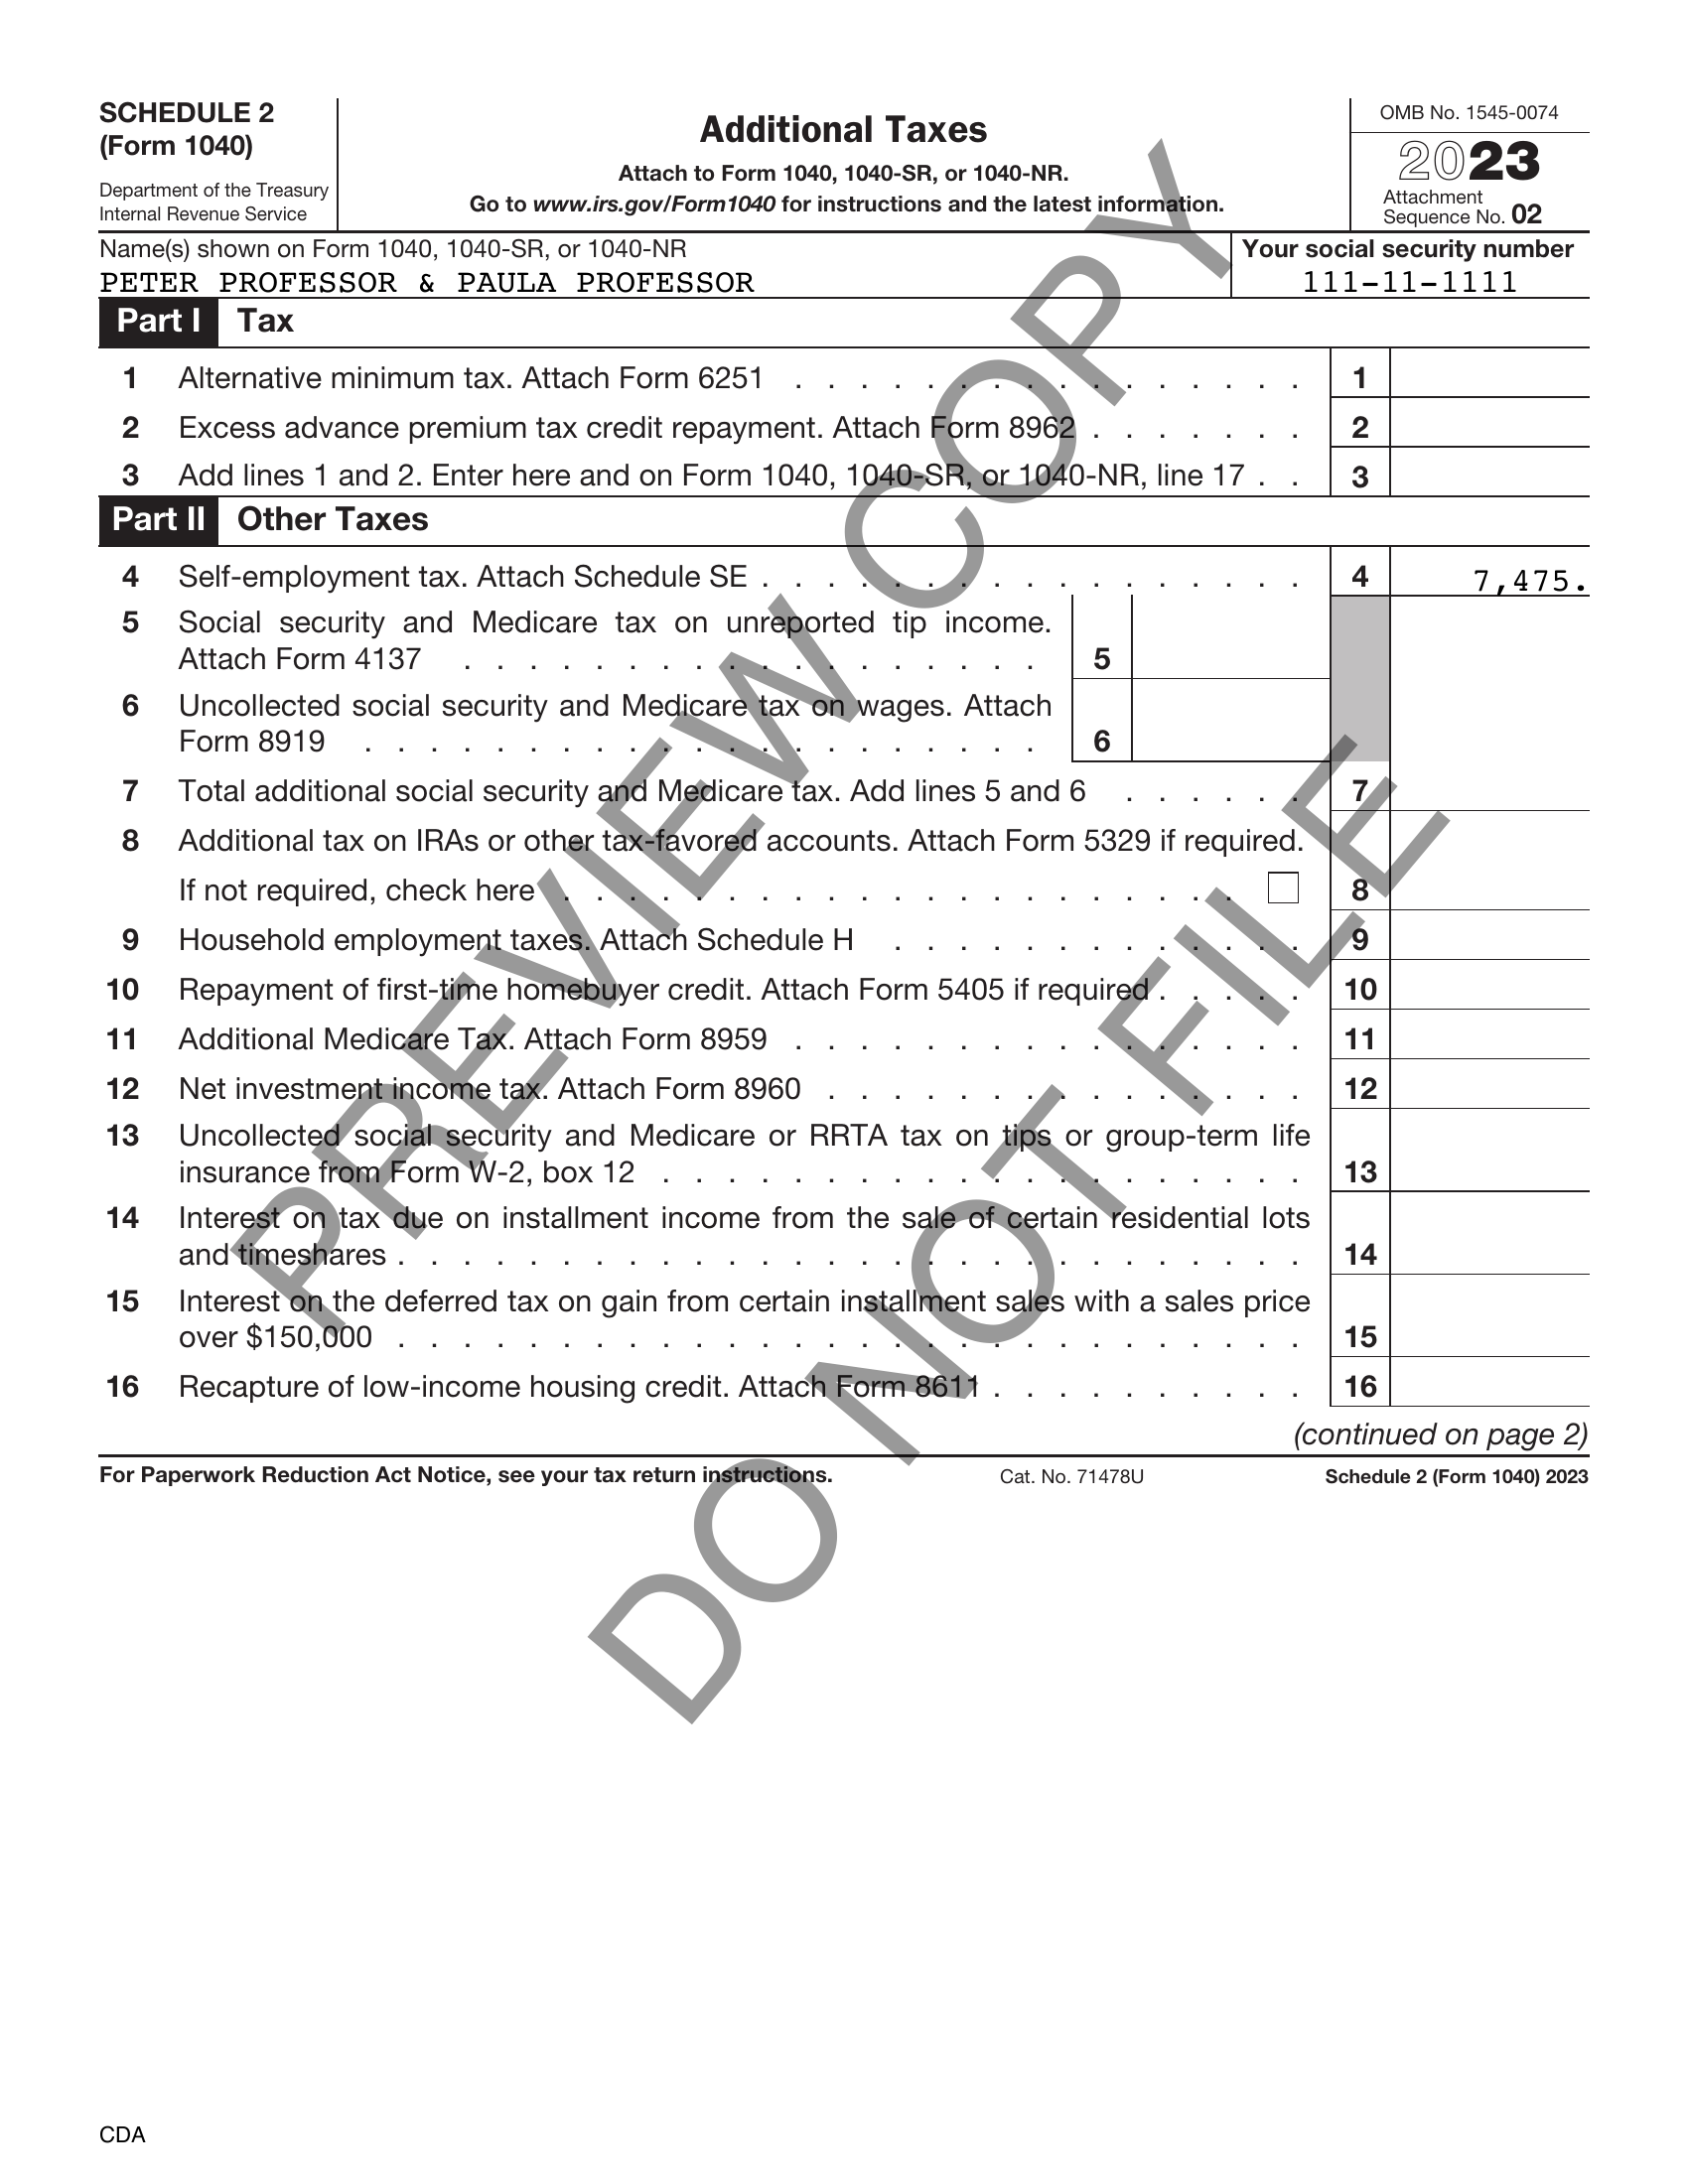 SCHEDULE 2
(Form 1040)
Department of the Treasury
Internal Revenue Service
Additional Taxes
Attach to Form 1040, 1040-SR, or 1040-NR.
Go to www.irs.gov/Form1040 for instructions and the latest information.
OMB No. 1545-0074
2023
Attachment
Sequence No. 02
Name(s) shown on Form 1040, 1040-SR, or 1040-NR
PETER PROFESSOR & PAULA PROFESSOR
Your social security number
111-11-1111
Part I Tax
1 Alternative minimum tax. Attach Form 6251 . . . . . . . . . . . . . . . . 1
2 Excess advance premium tax credit repayment. Attach Form 8962 . . . . . . . 2
3 Add lines 1 and 2. Enter here and on Form 1040, 1040-SR, or 1040-NR, line 17 . . 3
Part II Other Taxes
4 Self-employment tax. Attach Schedule SE . . . . . . . . . . . . . . . . . 4 7,475.
5 Social security and Medicare tax on unreported tip income.
Attach Form 4137 . . . . . . . . . . . . . . . . . . 5
6 Uncollected social security and Medicare tax on wages. Attach
Form 8919 . . . . . . . . . . . . . . . . . . . . . 6
7 Total additional social security and Medicare tax. Add lines 5 and 6 . . . . . . 7
8 Additional tax on IRAs or other tax-favored accounts. Attach Form 5329 if required.
If not required, check here . . . . . . . . . . . . . . . . . . . . . 8
9 Household employment taxes. Attach Schedule H . . . . . . . . . . . . . 9
10 Repayment of first-time homebuyer credit. Attach Form 5405 if required . . . . . 10
11 Additional Medicare Tax. Attach Form 8959 . . . . . . . . . . . . . . . . 11
12 Net investment income tax. Attach Form 8960 . . . . . . . . . . . . . . . 12
13 Uncollected social security and Medicare or RRTA tax on tips or group-term life
insurance from Form W-2, box 12 . . . . . . . . . . . . . . . . . . . . 13
14 Interest on tax due on installment income from the sale of certain residential lots
and timeshares . . . . . . . . . . . . . . . . . . . . . . . . . . . . 14
15 Interest on the deferred tax on gain from certain installment sales with a sales price
over $150,000 . . . . . . . . . . . . . . . . . . . . . . . . . . . . 15
16 Recapture of low-income housing credit. Attach Form 8611 . . . . . . . . . . 16
(continued on page 2)
For Paperwork Reduction Act Notice, see your tax return instructions.
Cat. No. 71478U
Schedule 2 (Form 1040) 2023
PREVIEW COPY
DO NOT FILE
CDA